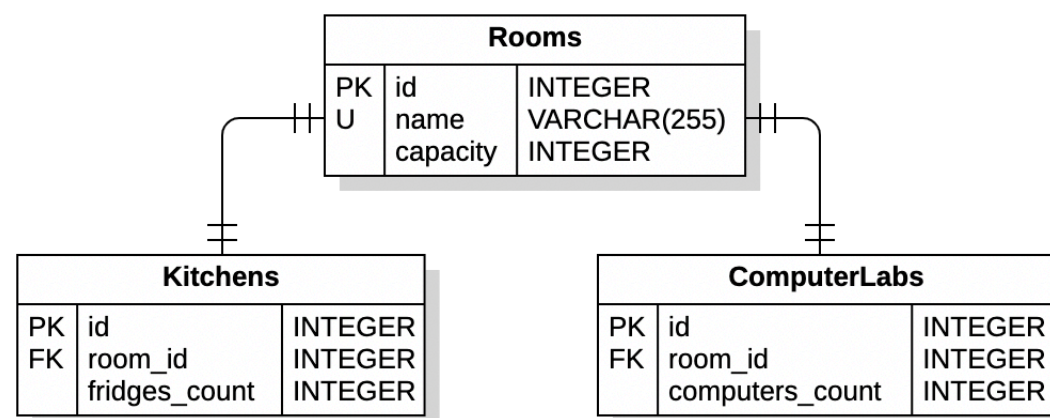 Rooms
PK id INTEGER
U name VARCHAR(255)
capacity INTEGER
Kitchens
PK id INTEGER
FK room_id INTEGER
fridges_count INTEGER
ComputerLabs
PK id INTEGER
FK room_id INTEGER
computers_count INTEGER